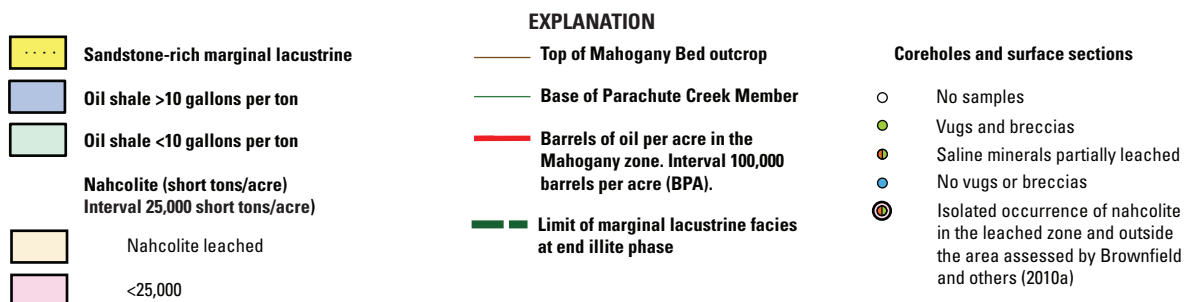 EXPLANATION
Sandstone-rich marginal lacustrine
Oil shale >10 gallons per ton
Oil shale <10 gallons per ton
Nahcolite (short tons/acre)
Interval 25,000 short tons/acre)
Nahcolite leached
<25,000
Top of Mahogany Bed outcrop
Base of Parachute Creek Member
Barrels of oil per acre in the
Mahogany zone. Interval 100,000
barrels per acre (BPA).
Limit of marginal lacustrine facies
at end illite phase
Coreholes and surface sections
No samples
Vugs and breccias
Saline minerals partially leached
No vugs or breccias
Isolated occurrence of nahcolite
in the leached zone and outside
the area assessed by Brownfield
and others (2010a)